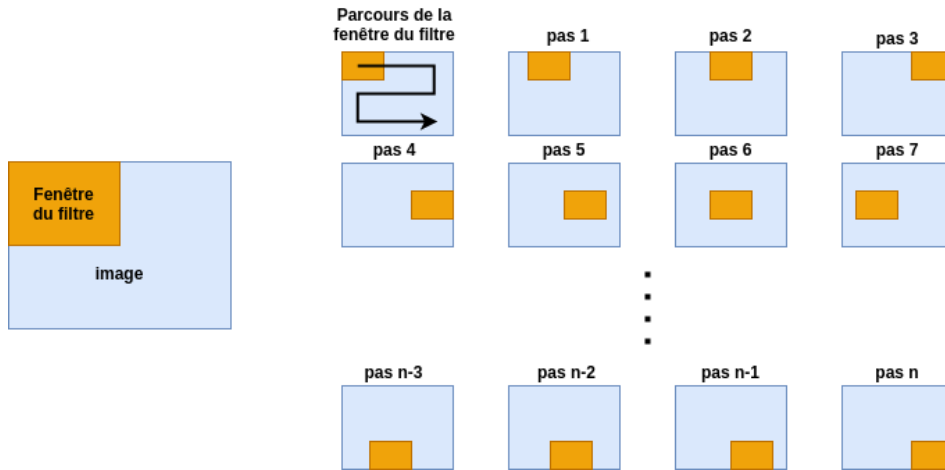 Parcours de la
fenêtre du filtre
pas 1
pas 2
pas 3
pas 4
pas 5
pas 6
pas 7
Fenêtre
du filtre
image
pas n-3
pas n-2
pas n-1
pas n